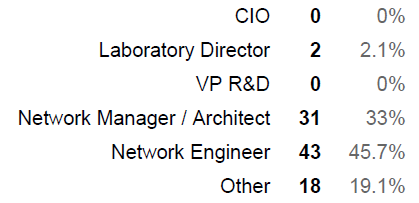 CIO 0 0%
Laboratory Director 2 2.1%
VP R&D 0 0%
Network Manager / Architect 31 33%
Network Engineer 43 45.7%
Other 18 19.1%